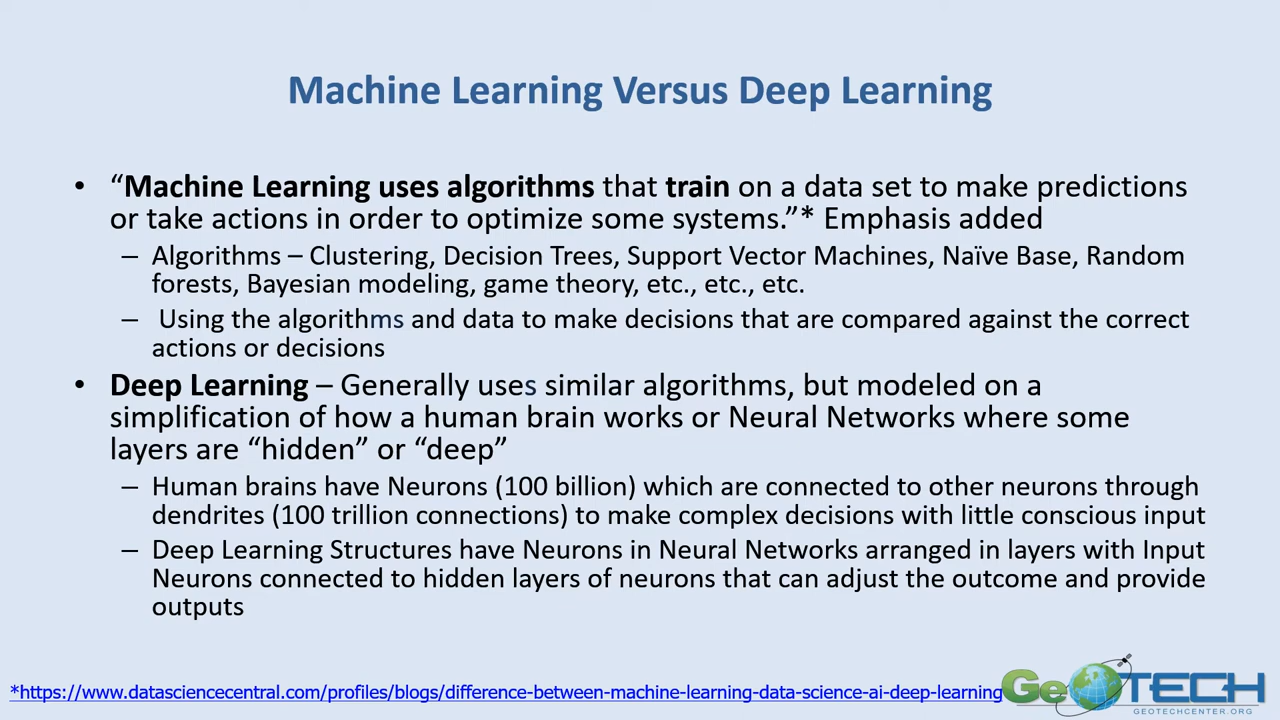 Machine Learning Versus Deep Learning
• “Machine Learning uses algorithms that train on a data set to make predictions
or take actions in order to optimize some systems.”* Emphasis added
– Algorithms – Clustering, Decision Trees, Support Vector Machines, Naïve Base, Random
forests, Bayesian modeling, game theory, etc., etc., etc.
– Using the algorithms and data to make decisions that are compared against the correct
actions or decisions
• Deep Learning – Generally uses similar algorithms, but modeled on a
simplification of how a human brain works or Neural Networks where some
layers are “hidden” or “deep”
– Human brains have Neurons (100 billion) which are connected to other neurons through
dendrites (100 trillion connections) to make complex decisions with little conscious input
– Deep Learning Structures have Neurons in Neural Networks arranged in layers with Input
Neurons connected to hidden layers of neurons that can adjust the outcome and provide
outputs
*https://www.datasciencecentral.com/profiles/blogs/difference-between-machine-learning-data-science-ai-deep-learning
GeoTECH
GEOTECHCENTER.ORG